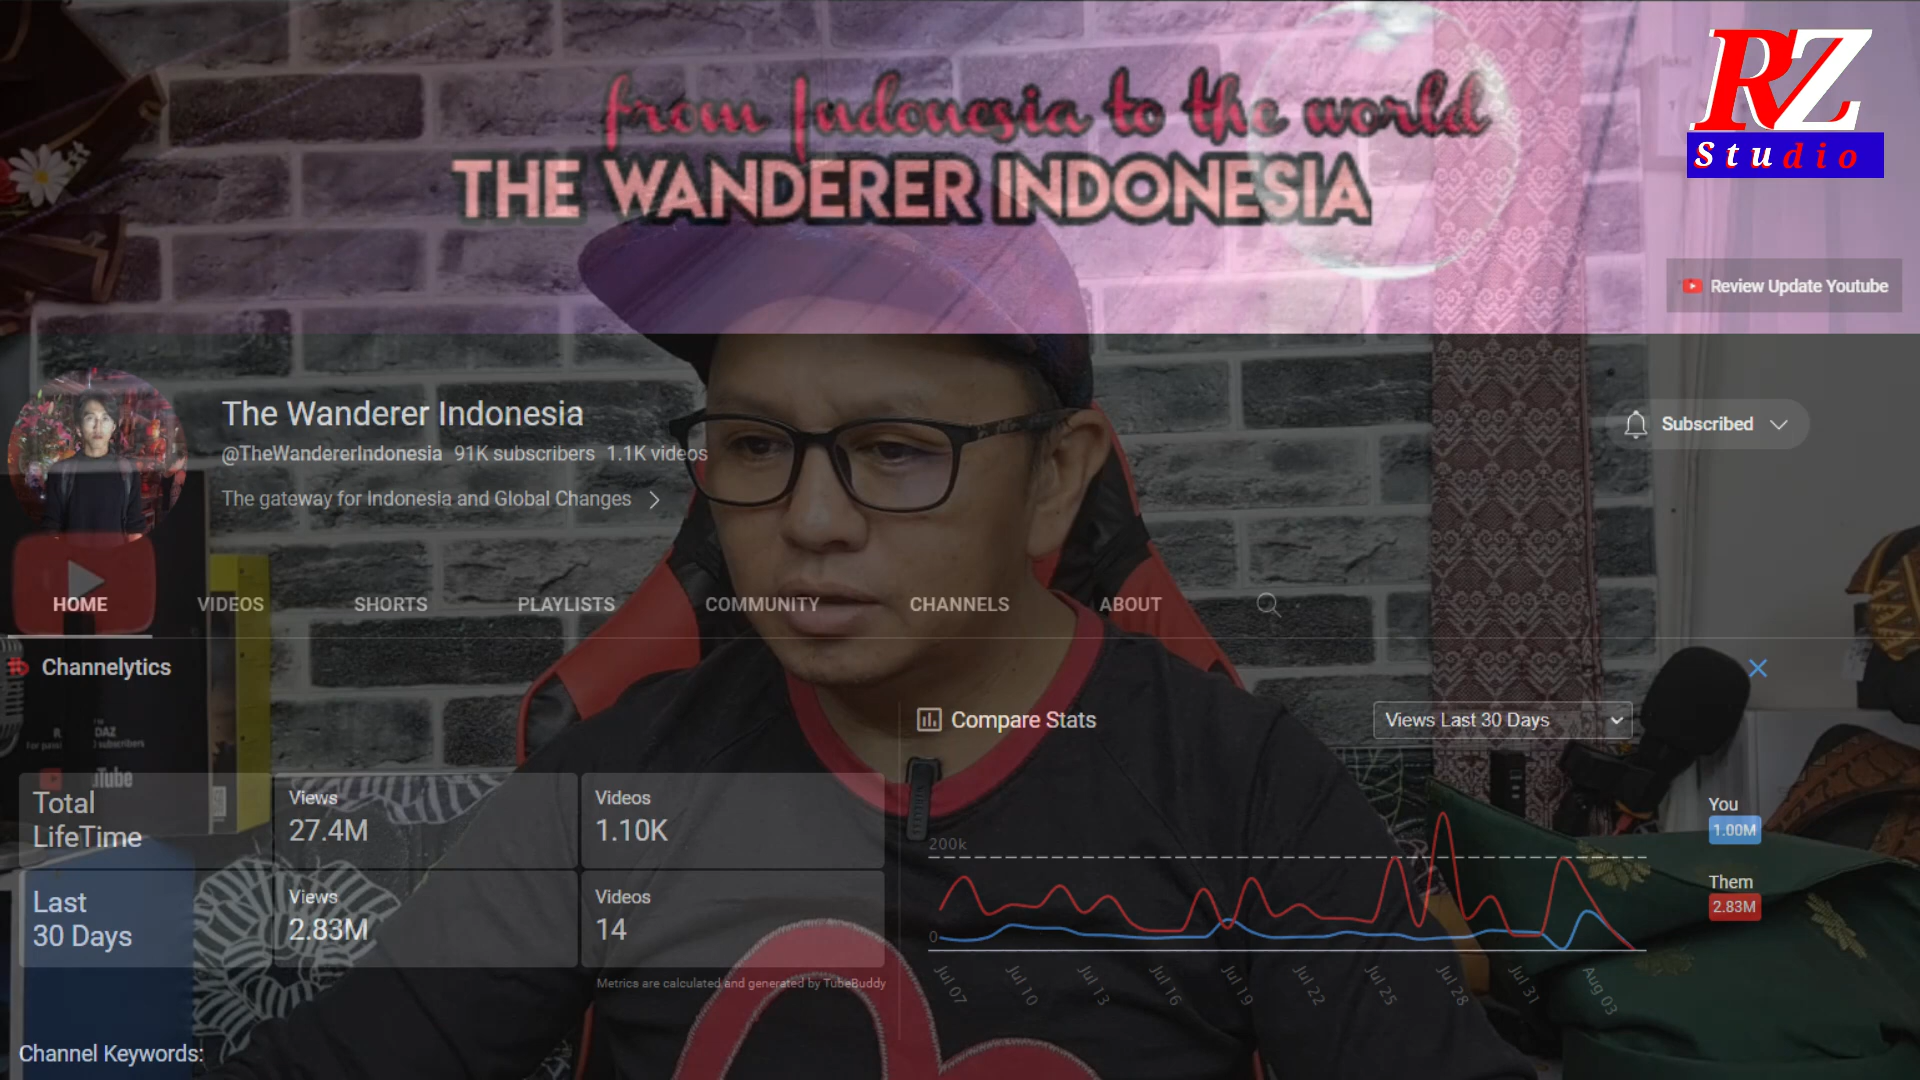 from Indonesia to the world
THE WANDERER INDONESIA
RZ
Studio
Review Update Youtube
The Wanderer Indonesia
@TheWandererIndonesia 91K subscribers 1.1K videos
The gateway for Indonesia and Global Changes
Subscribed
HOME VIDEOS SHORTS PLAYLISTS COMMUNITY CHANNELS ABOUT
Channelytics
Compare Stats
Views Last 30 Days
DAZ
subscribers
Total
LifeTime
Views
27.4M
Videos
1.10K
Last
30 Days
Views
2.83M
Videos
14
Metrics are calculated and generated by TubeBuddy
200k
0
Jul 07 Jul 10 Jul 13 Jul 16 Jul 19 Jul 22 Jul 25 Jul 28 Jul 31 Aug 03
You
1.00M
Them
2.83M
Channel Keywords: